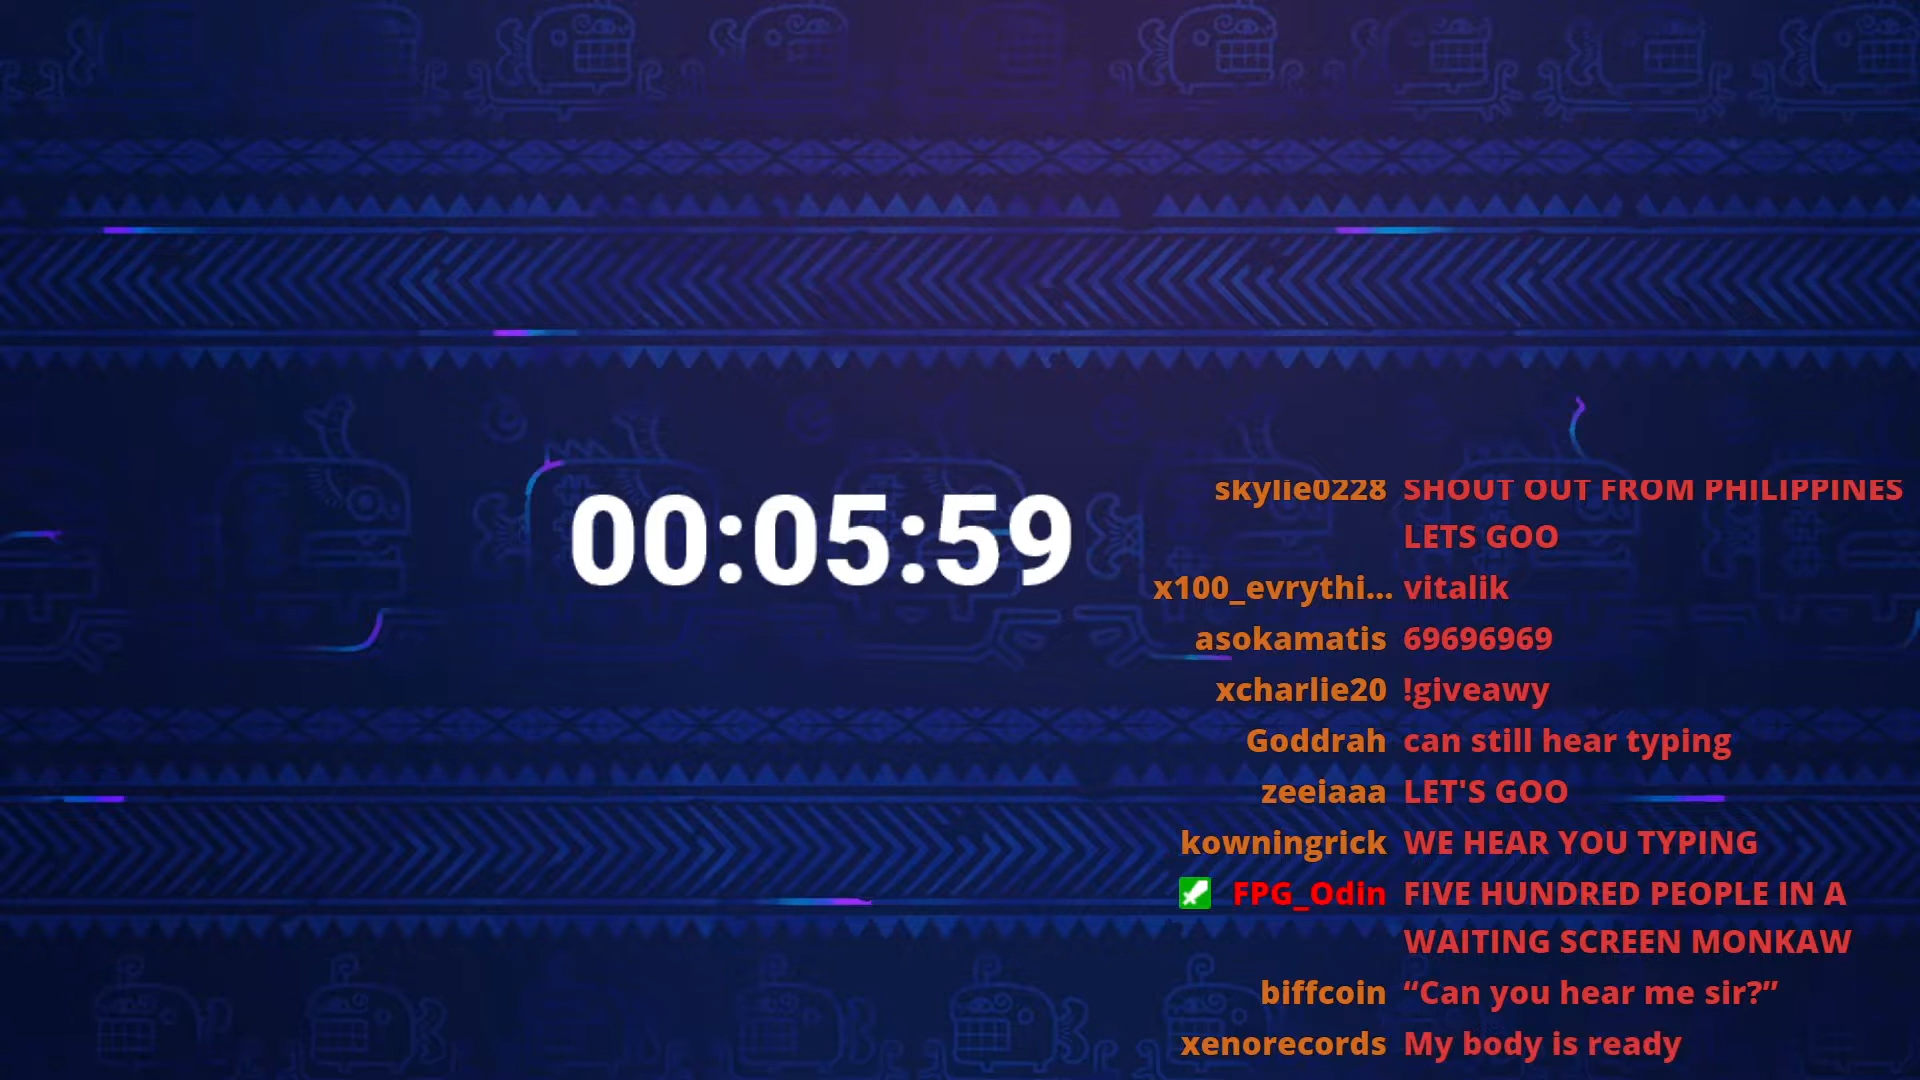 00:05:59
skylie0228 SHOUT OUT FROM PHILIPPINES
LETS GOO
x100_evrythi... vitalik
asokamatis 69696969
xcharlie20 !giveawy
Goddrah can still hear typing
zeeiaaa LET'S GOO
kowningrick WE HEAR YOU TYPING
FPG_Odin FIVE HUNDRED PEOPLE IN A
WAITING SCREEN MONKAW
biffcoin “Can you hear me sir?”
xenorecords My body is ready